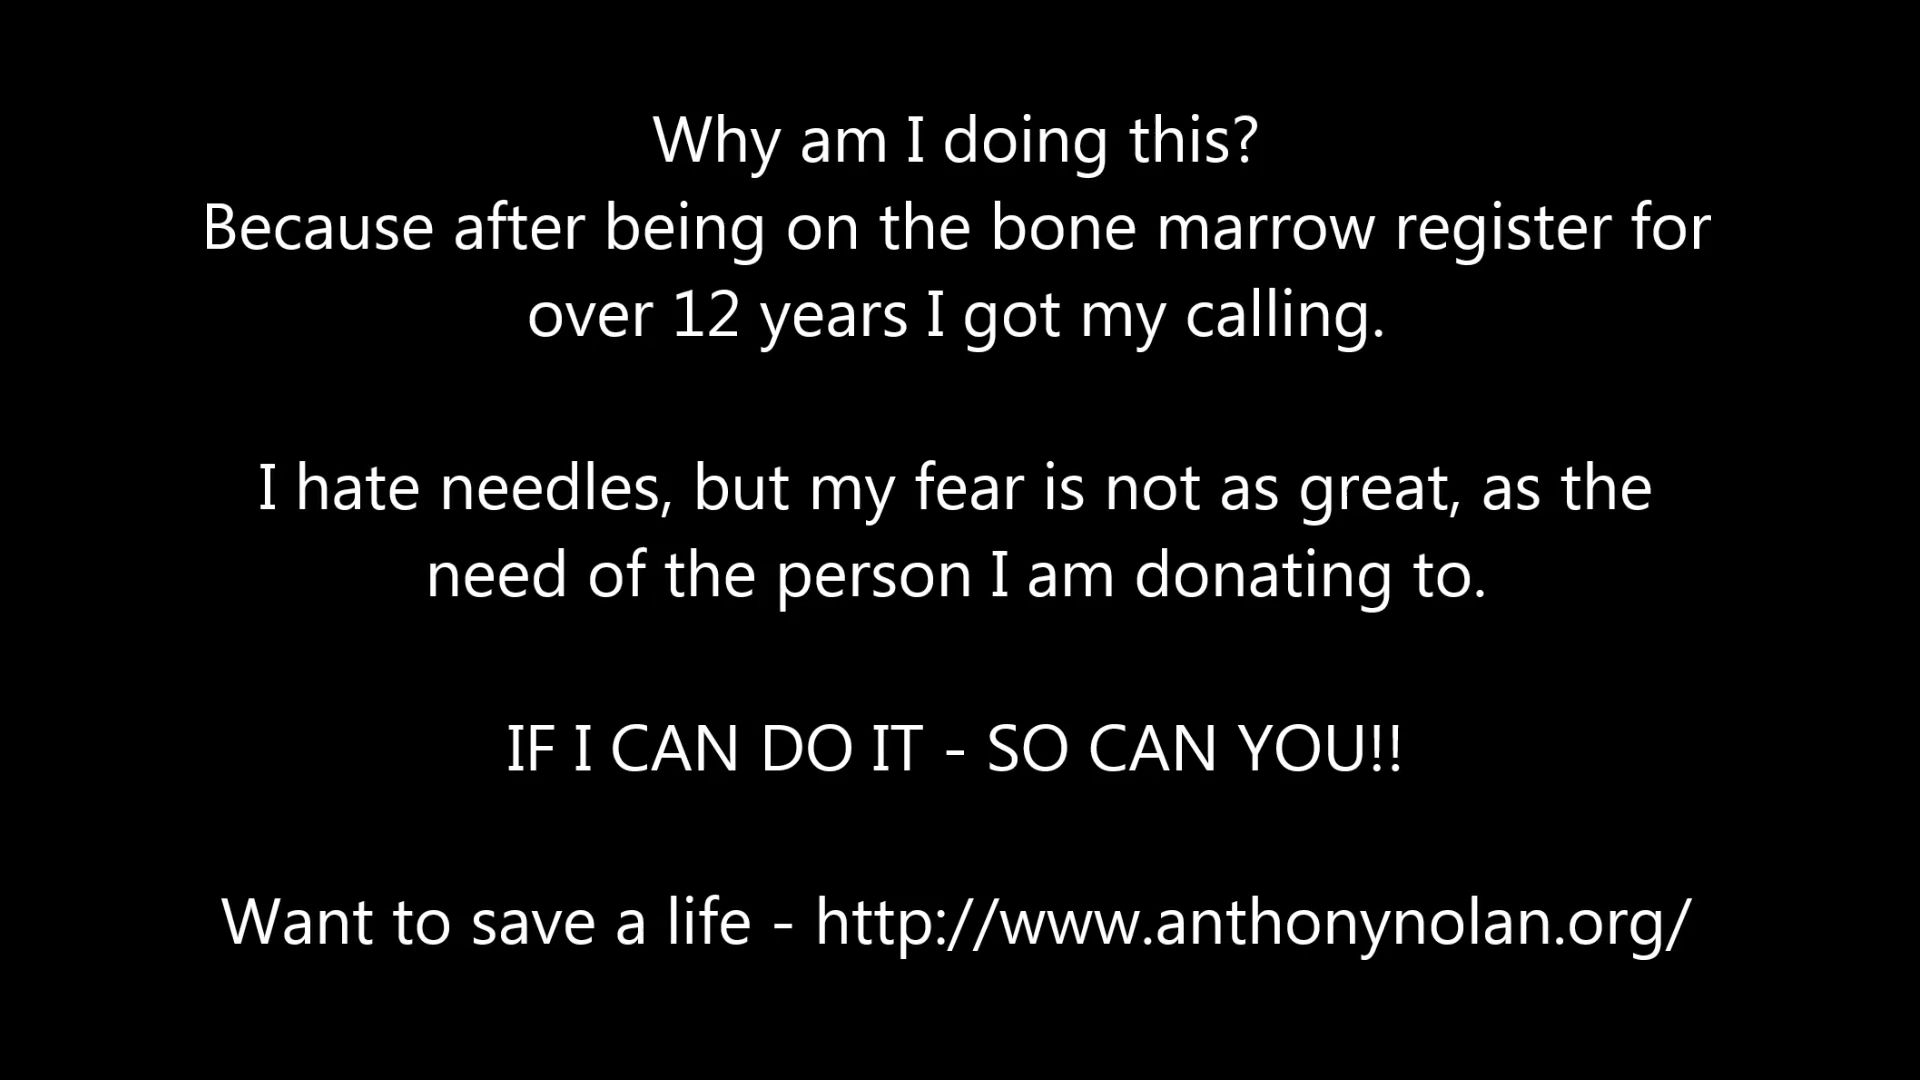 Why am I doing this?
Because after being on the bone marrow register for
over 12 years I got my calling.
I hate needles, but my fear is not as great, as the
need of the person I am donating to.
IF I CAN DO IT - SO CAN YOU!!
Want to save a life - http://www.anthonynolan.org/